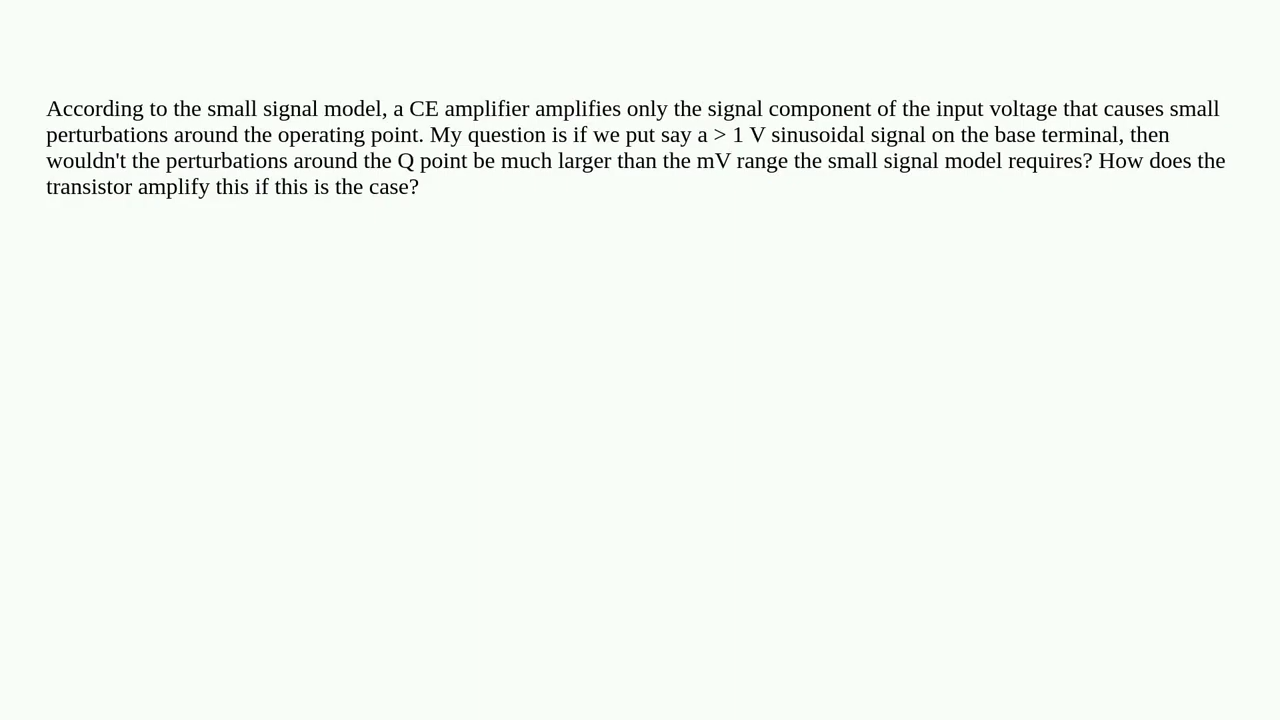 According to the small signal model, a CE amplifier amplifies only the signal component of the input voltage that causes small
perturbations around the operating point. My question is if we put say a > 1 V sinusoidal signal on the base terminal, then
wouldn't the perturbations around the Q point be much larger than the mV range the small signal model requires? How does the
transistor amplify this if this is the case?